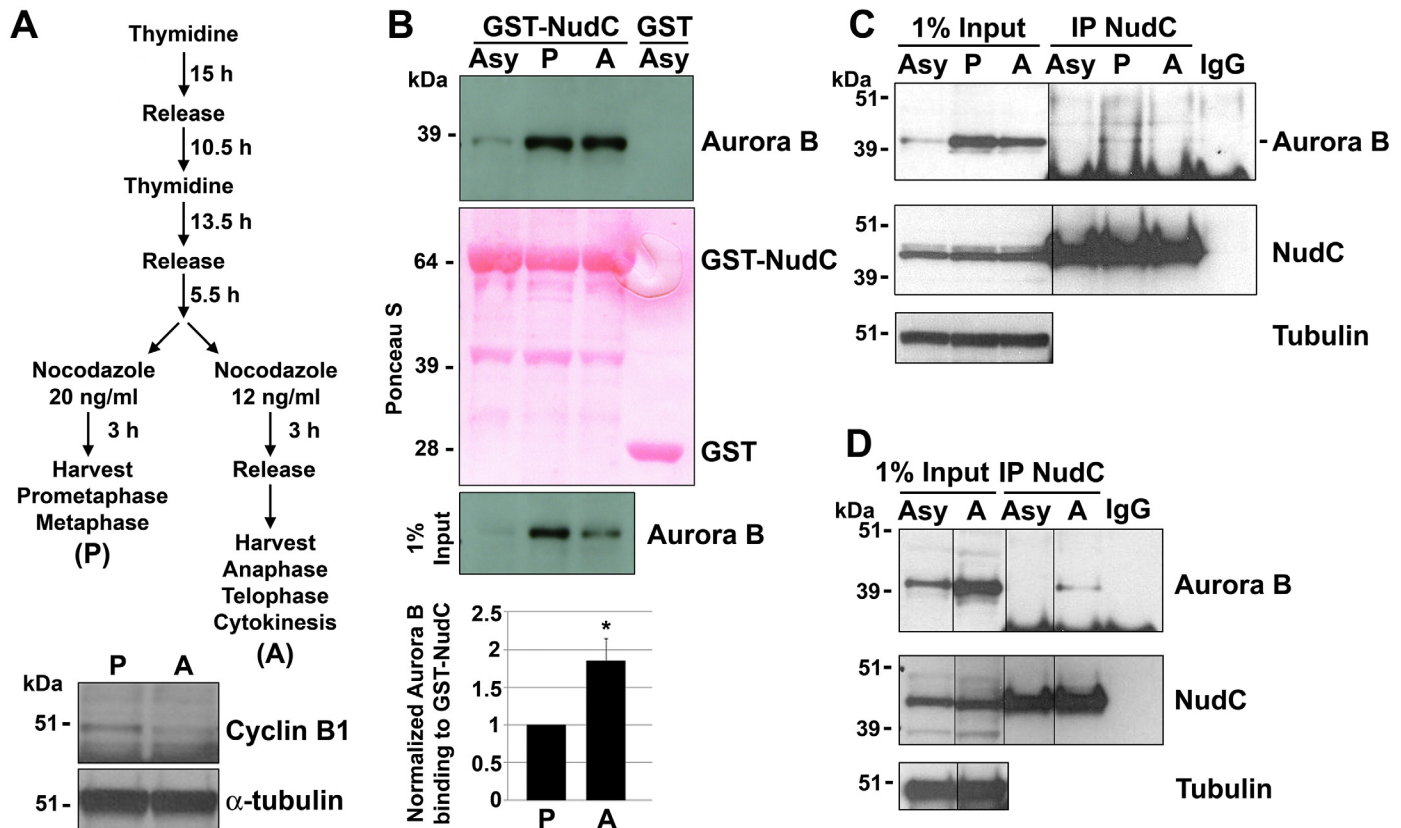 A
Thymidine
15 h
Release
10.5 h
Thymidine
13.5 h
Release
5.5 h
Nocodazole Nocodazole
20 ng/ml 12 ng/ml
3 h 3 h
Harvest
Prometaphase
Metaphase
(P)
Release
Harvest
Anaphase
Telophase
Cytokinesis
(A)
P A
kDa
51- Cyclin B1
51- α-tubulin
B
GST-NudC GST
Asy P A Asy
kDa
39 - Aurora B
Ponceau S
64 - GST-NudC
39 -
28 - GST
1%
Input
Aurora B
Normalized Aurora B
binding to GST-NudC
2.5
2
1.5
1
0.5
0
*
P A
C
1% Input IP NudC
Asy P A Asy P A IgG
kDa
51-
39- - Aurora B
51-
NudC
39-
51- Tubulin
D
1% Input IP NudC
Asy A Asy A IgG
kDa
51-
39- Aurora B
51-
NudC
39-
51- Tubulin